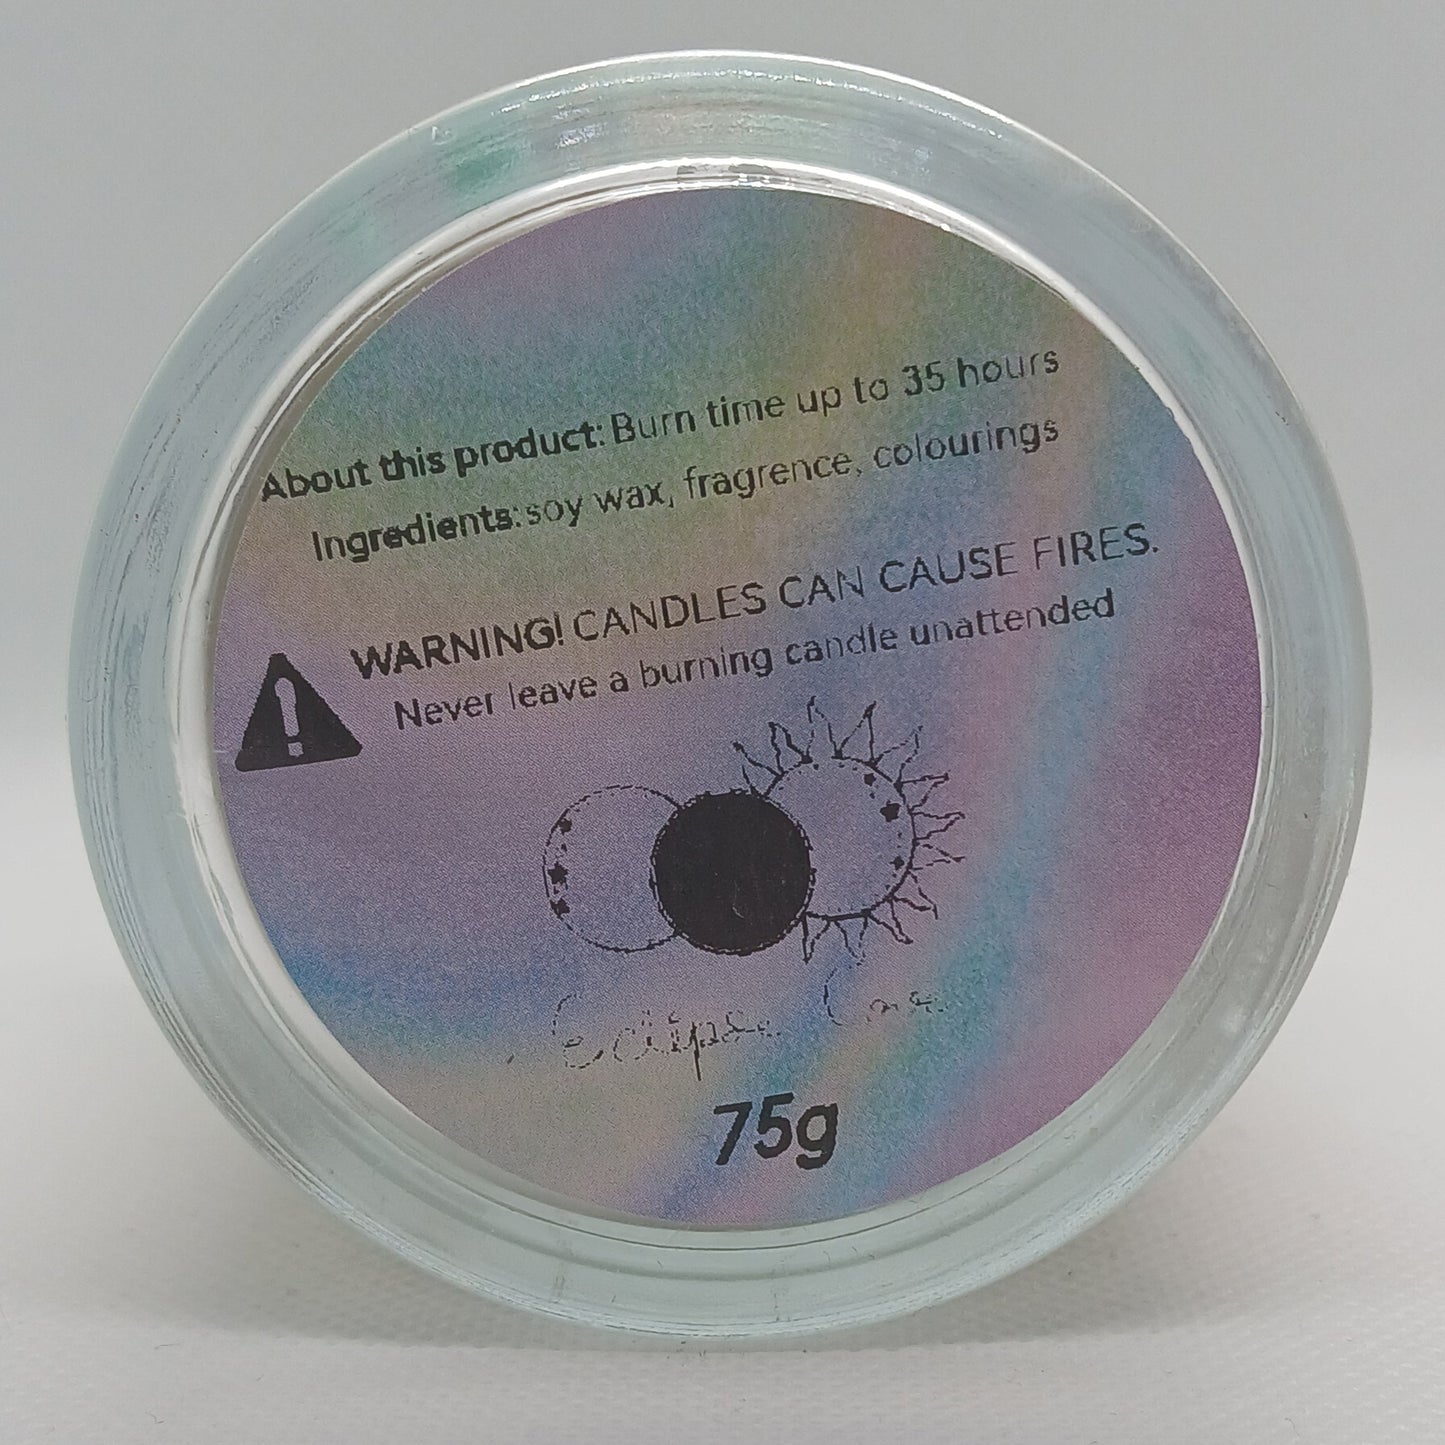 About this product: Burn time up to 35 hours
Ingredients: soy wax, fragrence, colourings
WARNING! CANDLES CAN CAUSE FIRES.
Never leave a burning candle unattended
Eclipse
75g